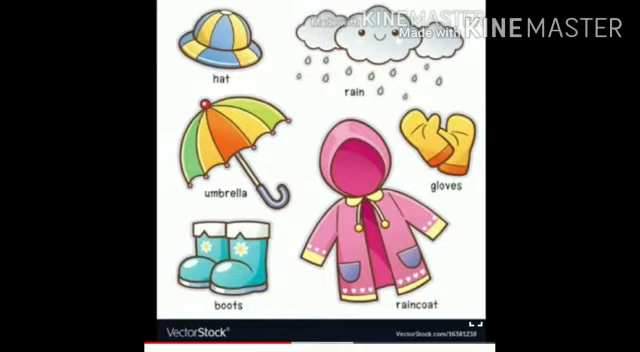 Made with KINEMASTER
Made with KINEMASTER
hat
rain
umbrella
gloves
boots
raincoat
VectorStock®
VectorStock.com/16581238